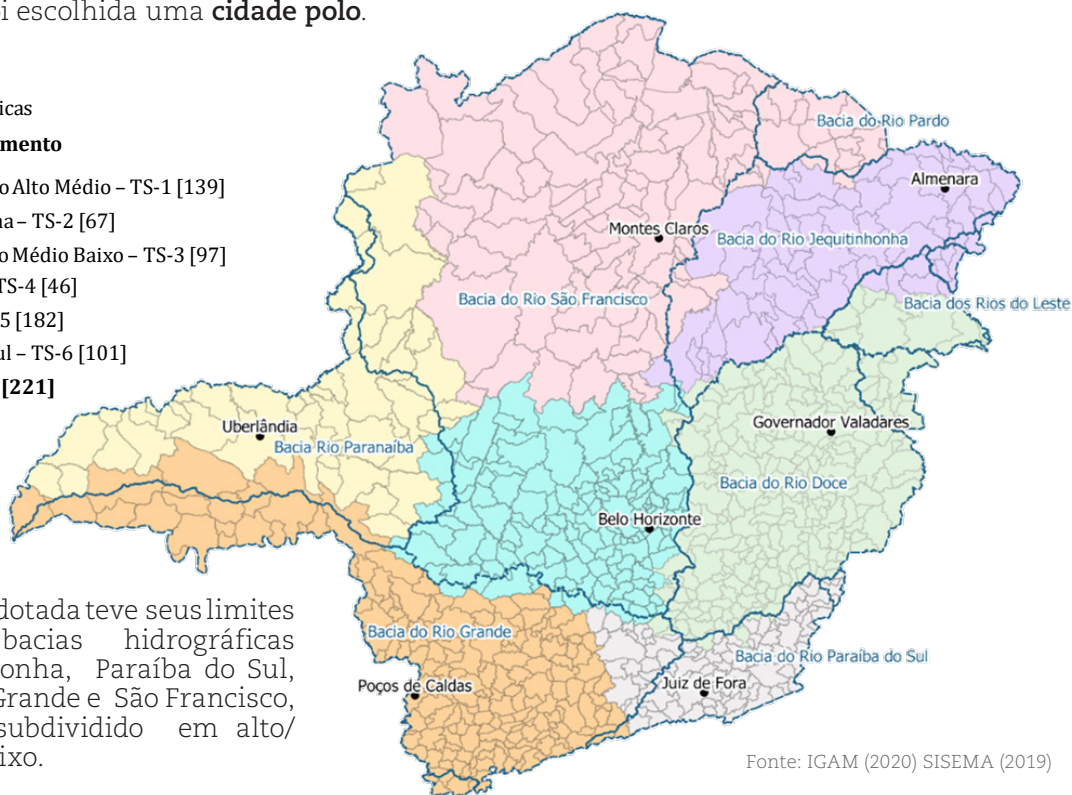 oi escolhida uma cidade polo.
icas
mento
o Alto Médio – TS-1 [139]
na – TS-2 [67]
o Médio Baixo – TS-3 [97]
TS-4 [46]
5 [182]
ul – TS-6 [101]
[221]
Bacia do Rio Pardo
Almenara
Montes Claros
Bacia do Rio Jequitinhonha
Bacia do Rio São Francisco
Bacia dos Rios do Leste
Uberlândia
Governador Valadares
Bacia Rio Paranaíba
Bacia do Rio Doce
Belo Horizonte
Bacia do Rio Grande
Bacia do Rio Paraíba do Sul
Poços de Caldas
Juiz de Fora
dotada teve seus limites
bacias hidrográficas
onha, Paraíba do Sul,
Grande e São Francisco,
subdividido em alto/
ixo.
Fonte: IGAM (2020) SISEMA (2019)